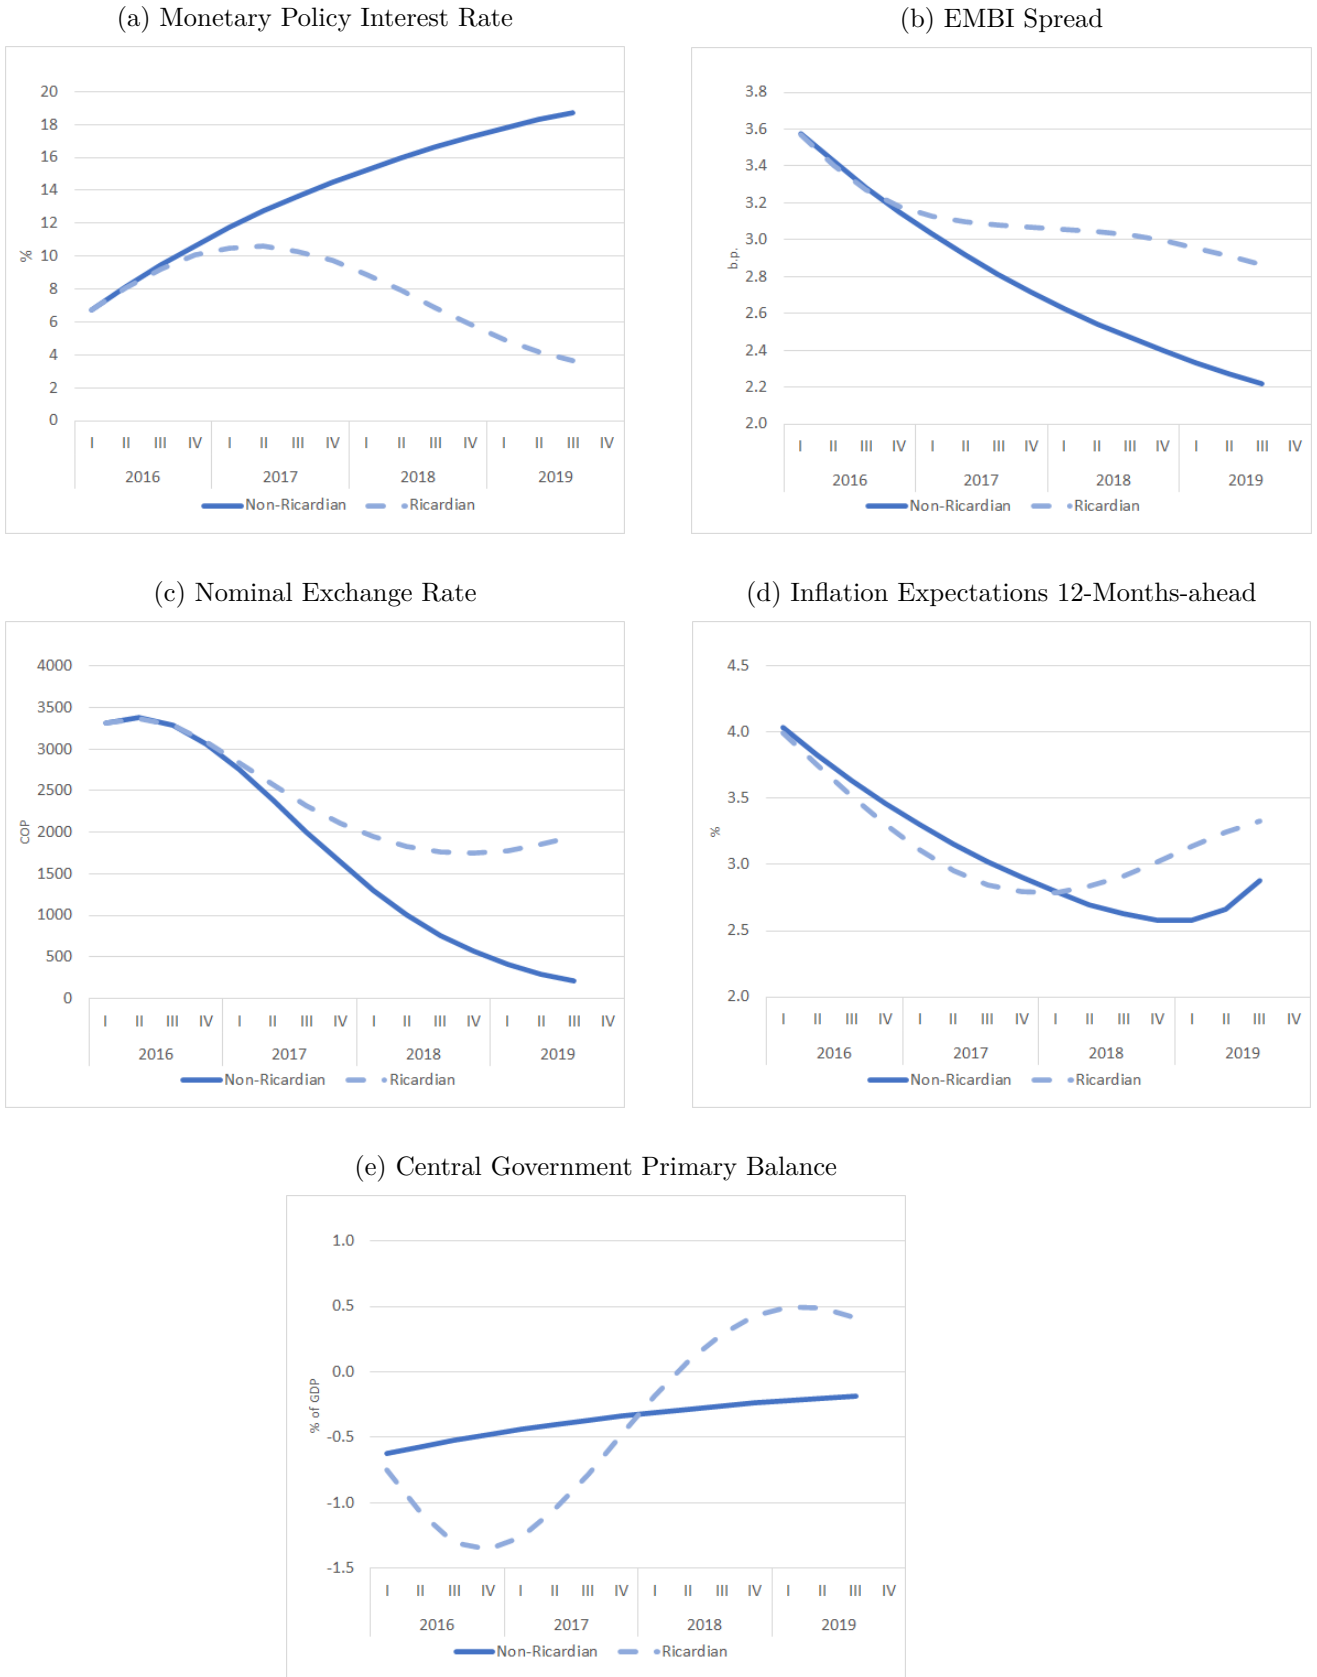 (a) Monetary Policy Interest Rate
20
18
16
14
12
10
8
6
4
2
0
%
I II III IV I II III IV I II III IV I II III IV
2016 2017 2018 2019
Non-Ricardian Ricardian
(b) EMBI Spread
3.8
3.6
3.4
3.2
3.0
2.8
2.6
2.4
2.2
2.0
b.p.
I II III IV I II III IV I II III IV I II III IV
2016 2017 2018 2019
Non-Ricardian Ricardian
(c) Nominal Exchange Rate
4000
3500
3000
2500
2000
1500
1000
500
0
COP
I II III IV I II III IV I II III IV I II III IV
2016 2017 2018 2019
Non-Ricardian Ricardian
(d) Inflation Expectations 12-Months-ahead
4.5
4.0
3.5
3.0
2.5
2.0
%
I II III IV I II III IV I II III IV I II III IV
2016 2017 2018 2019
Non-Ricardian Ricardian
(e) Central Government Primary Balance
1.0
0.5
0.0
-0.5
-1.0
-1.5
% of GDP
I II III IV I II III IV I II III IV I II III IV
2016 2017 2018 2019
Non-Ricardian Ricardian